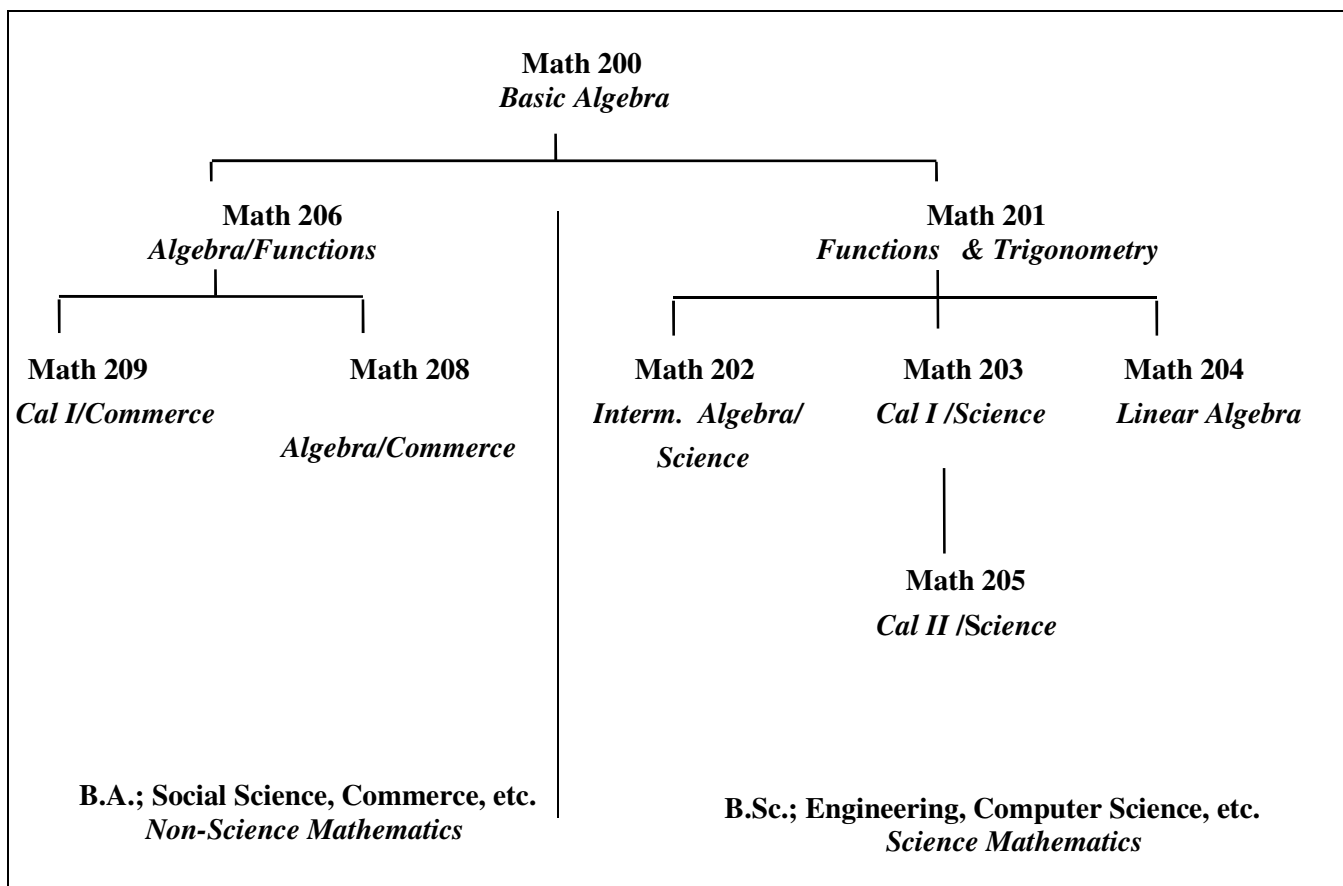 Math 200
Basic Algebra
Math 206
Algebra/Functions
Math 201
Functions & Trigonometry
Math 209
Cal I/Commerce
Math 208
Algebra/Commerce
Math 202
Interm. Algebra/
Science
Math 203
Cal I /Science
Math 204
Linear Algebra
Math 205
Cal II /Science
B.A.; Social Science, Commerce, etc.
Non-Science Mathematics
B.Sc.; Engineering, Computer Science, etc.
Science Mathematics